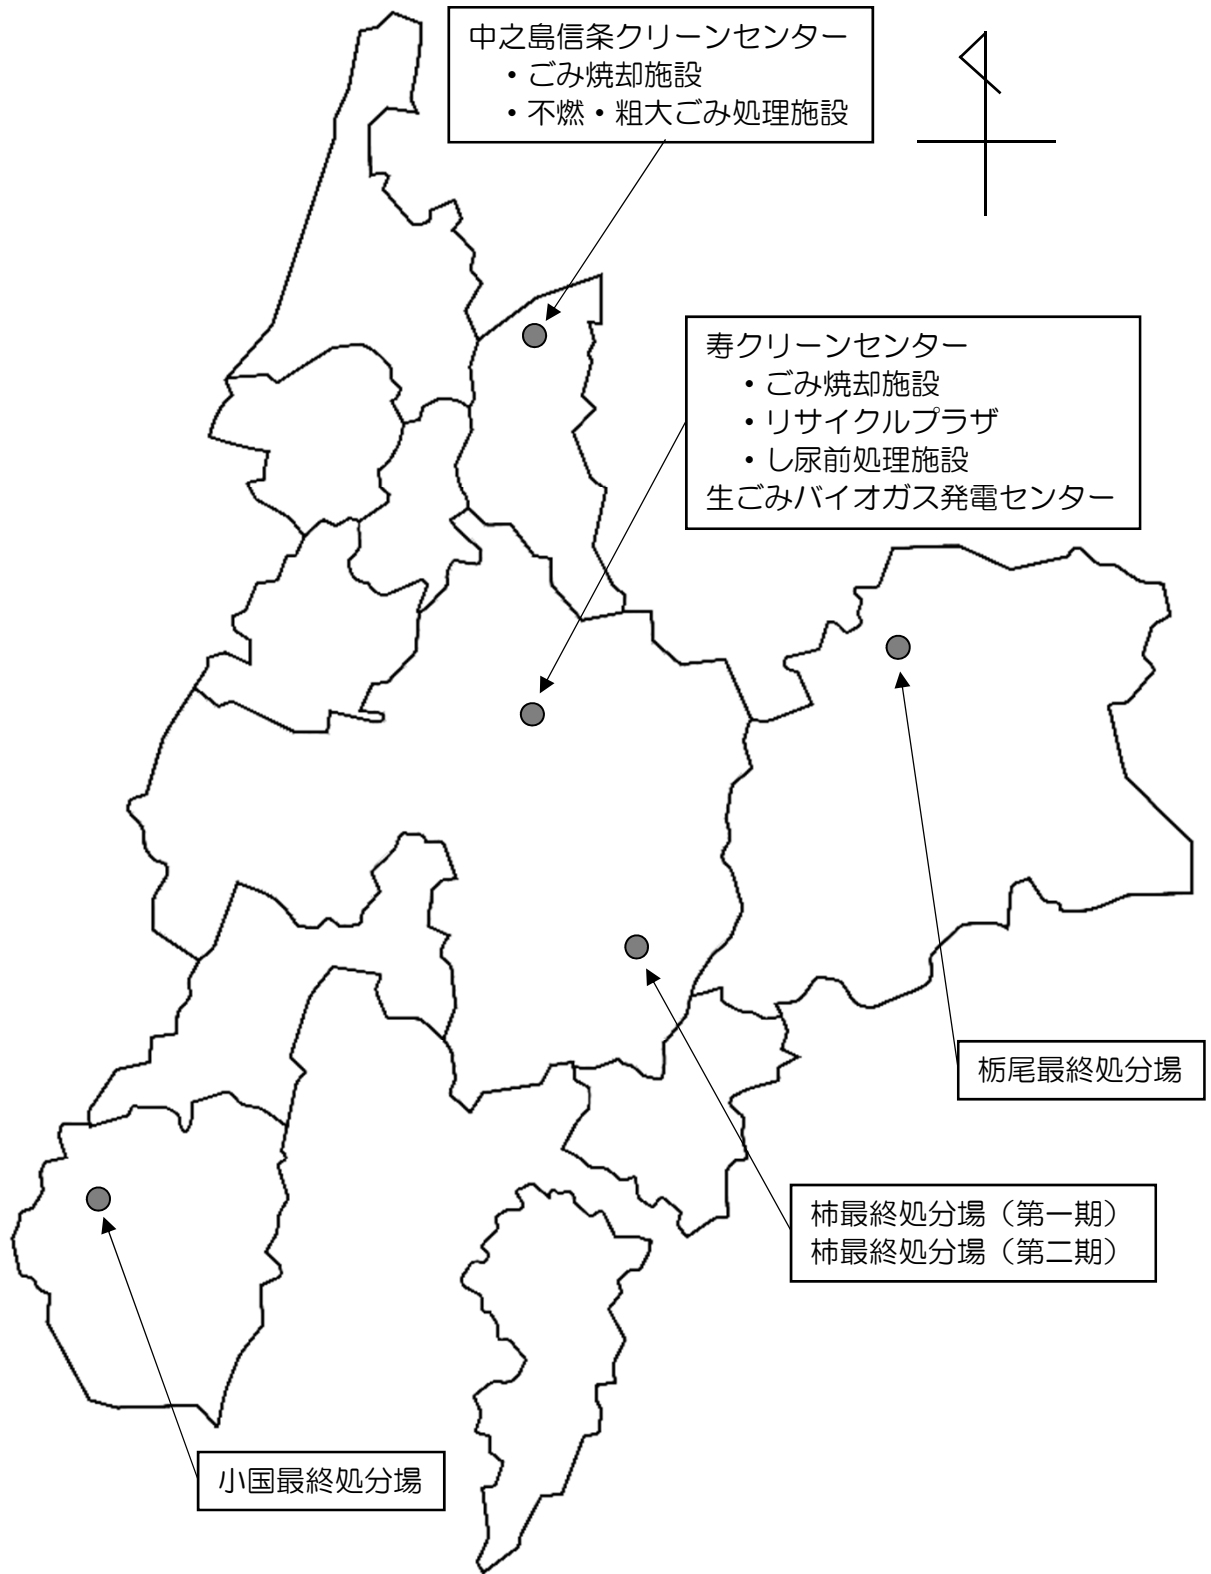 中之島信条クリーンセンター
・ごみ焼却施設
・不燃・粗大ごみ処理施設
寿クリーンセンター
・ごみ焼却施設
・リサイクルプラザ
・し尿前処理施設
生ごみバイオガス発電センター
栃尾最終処分場
柿最終処分場（第一期）
柿最終処分場（第二期）
小国最終処分場